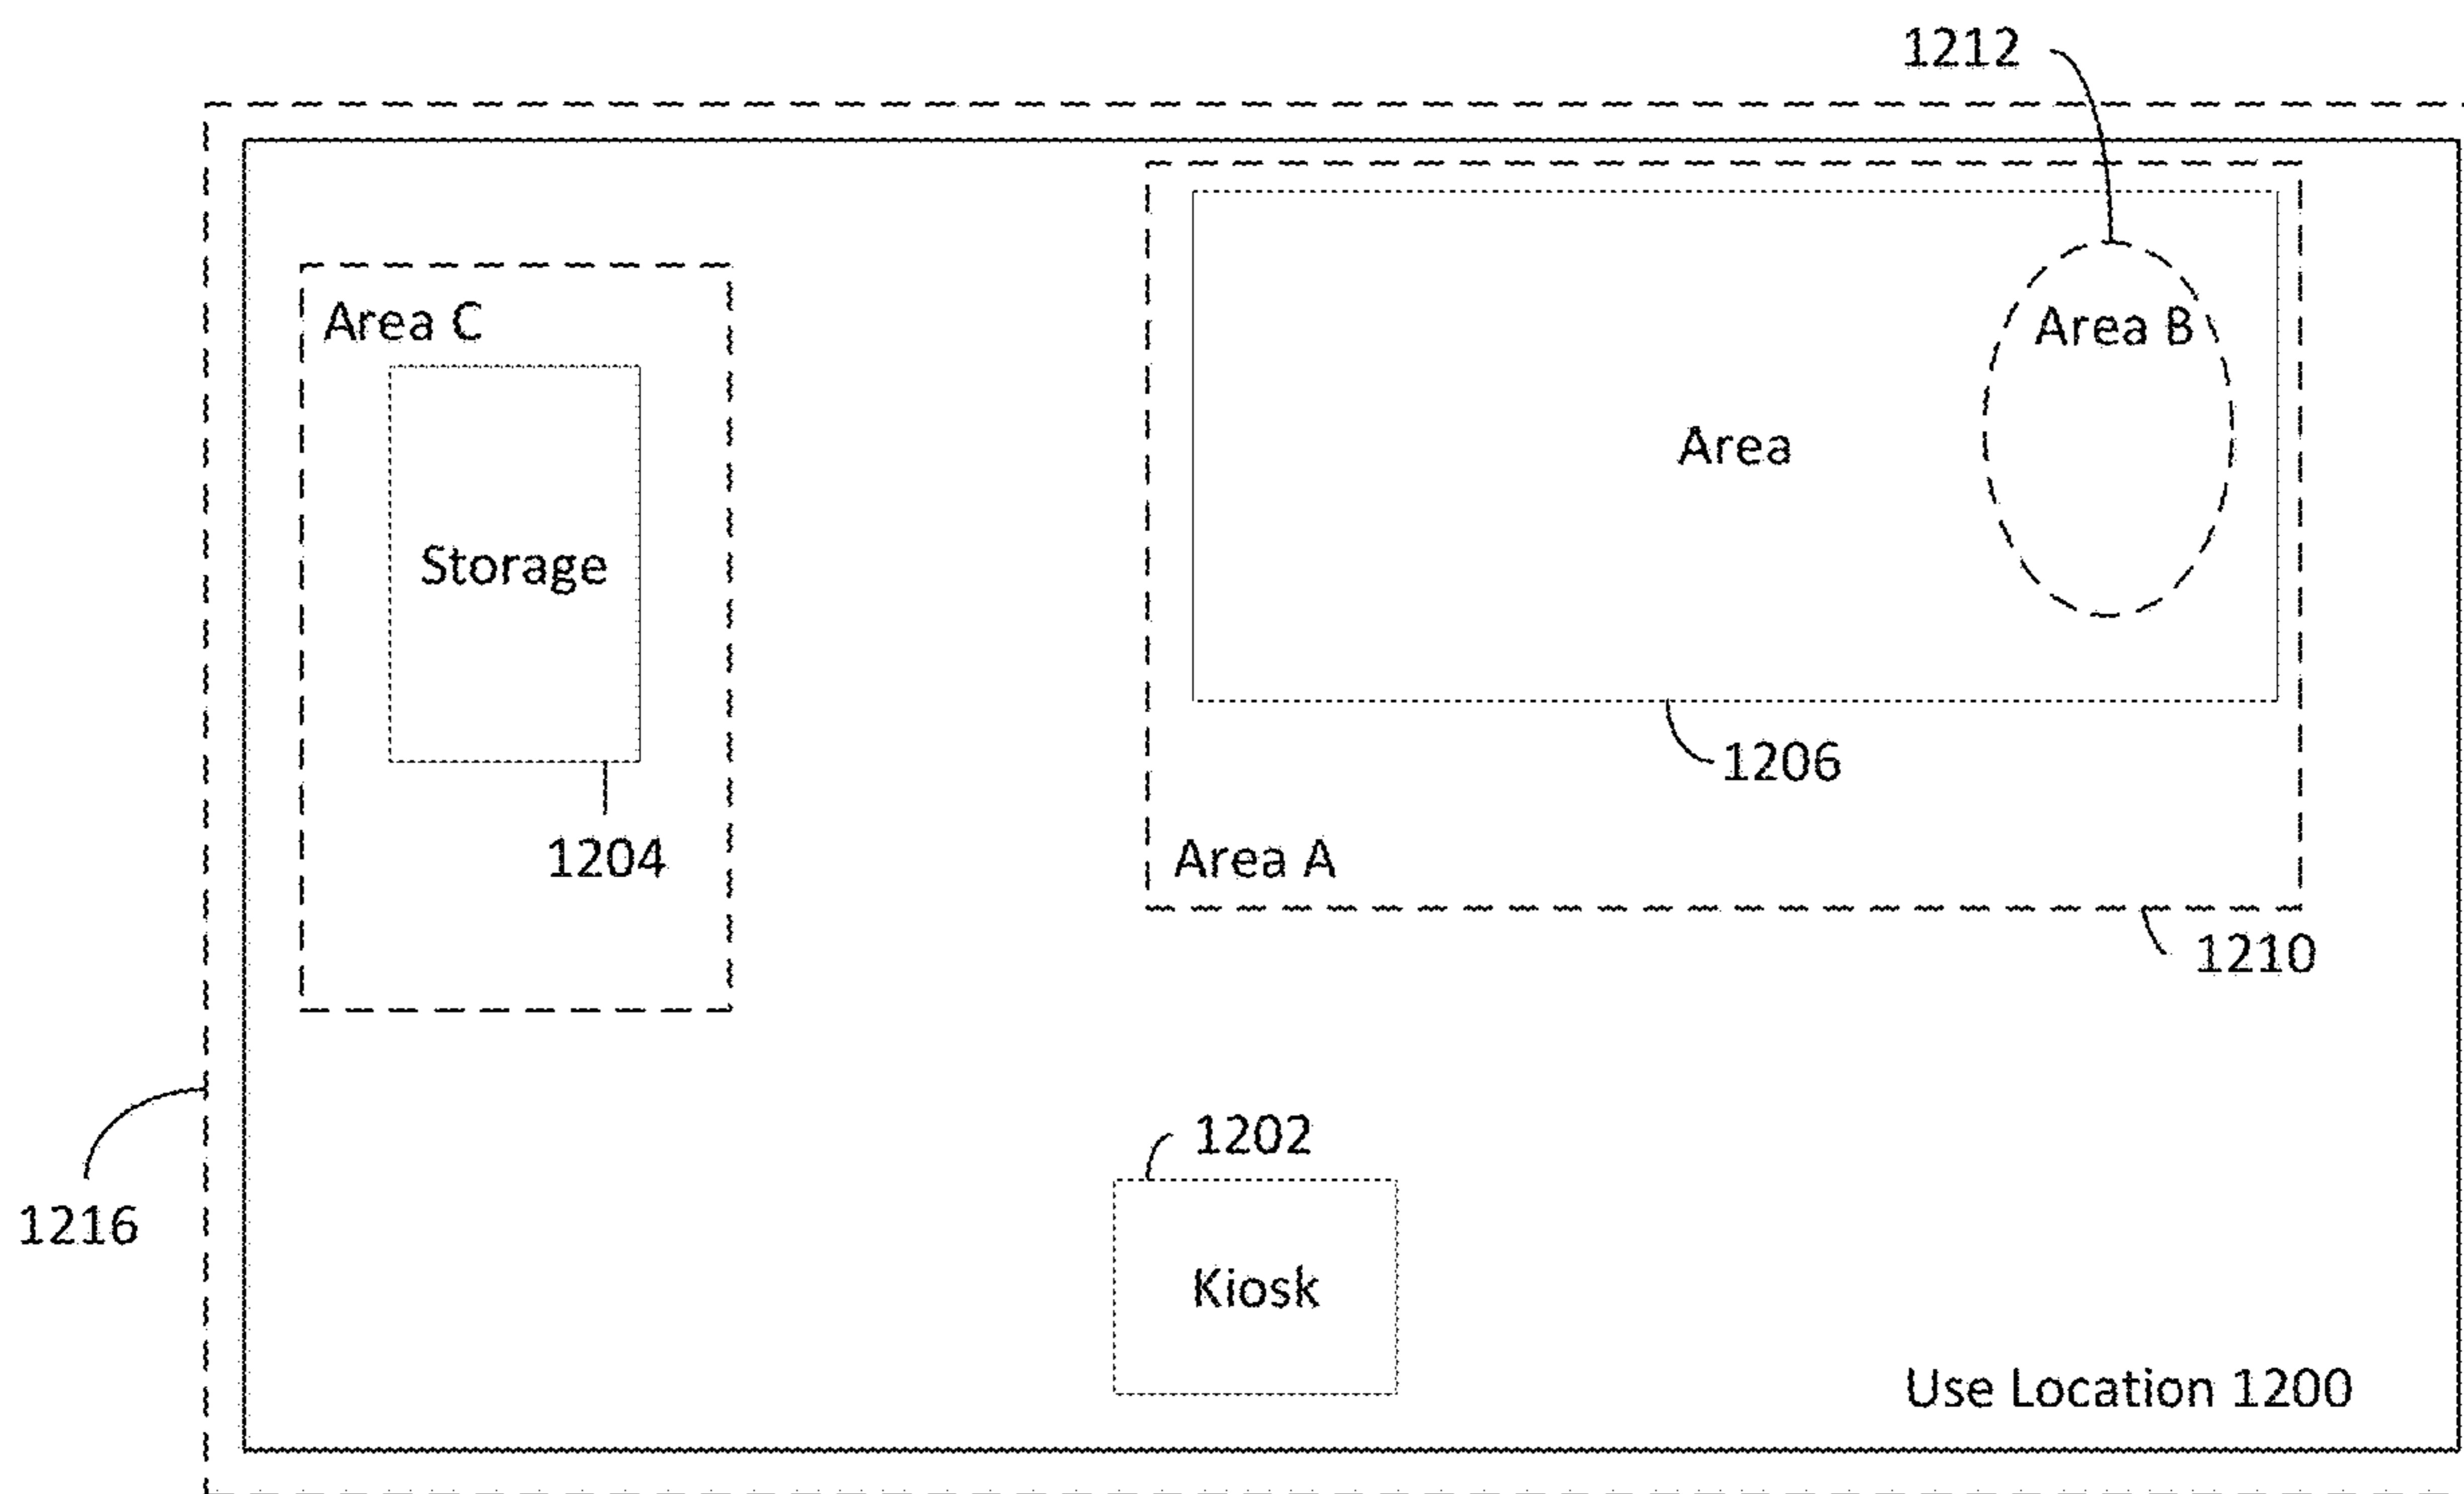 1212
Area C
Area B
Area
Storage
1206
1204
Area A
1210
1202
1216
Kiosk
Use Location 1200